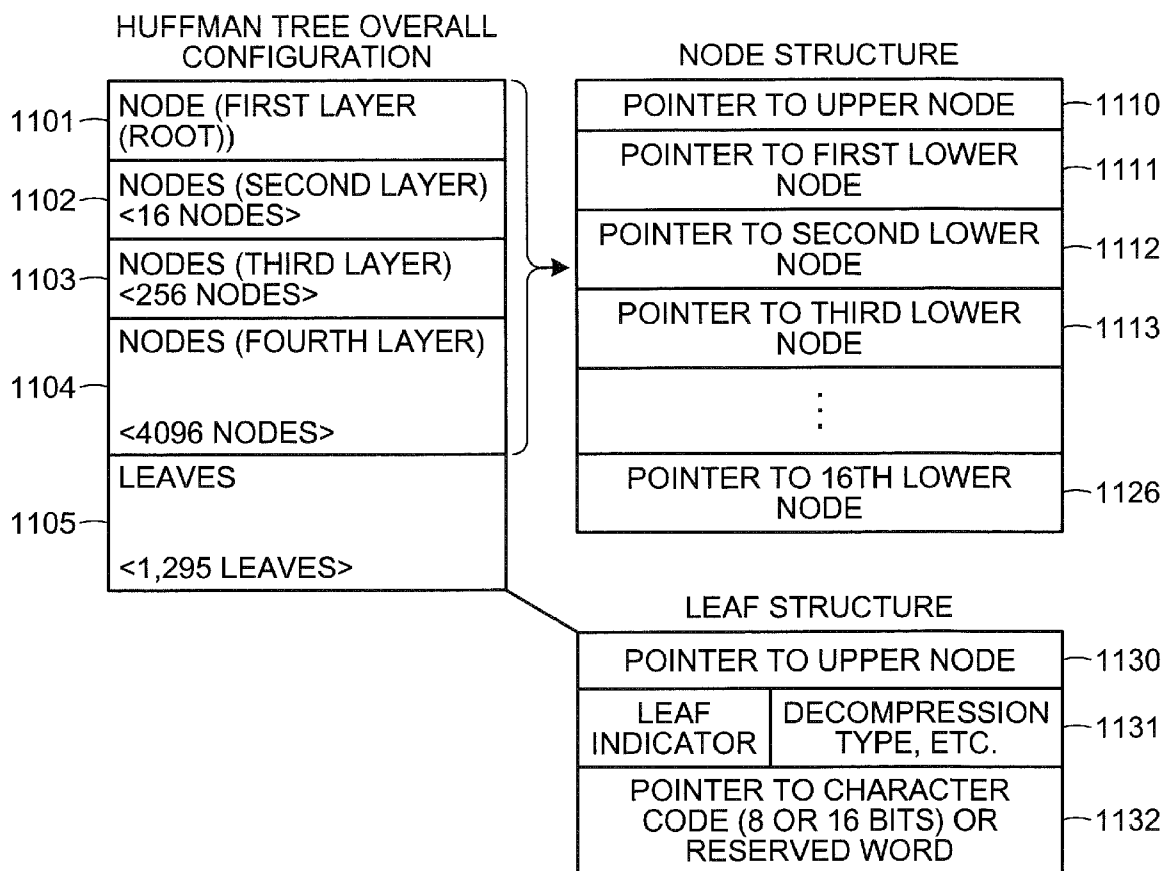 HUFFMAN TREE OVERALL
CONFIGURATION
1101
NODE (FIRST LAYER
(ROOT))
1102
NODES (SECOND LAYER)
<16 NODES>
1103
NODES (THIRD LAYER)
<256 NODES>
1104
NODES (FOURTH LAYER)
<4096 NODES>
1105
LEAVES
<1,295 LEAVES>
NODE STRUCTURE
POINTER TO UPPER NODE
1110
POINTER TO FIRST LOWER
NODE
1111
POINTER TO SECOND LOWER
NODE
1112
POINTER TO THIRD LOWER
NODE
1113
⋮
POINTER TO 16TH LOWER
NODE
1126
LEAF STRUCTURE
POINTER TO UPPER NODE
1130
LEAF
INDICATOR
DECOMPRESSION
TYPE, ETC.
1131
POINTER TO CHARACTER
CODE (8 OR 16 BITS) OR
RESERVED WORD
1132